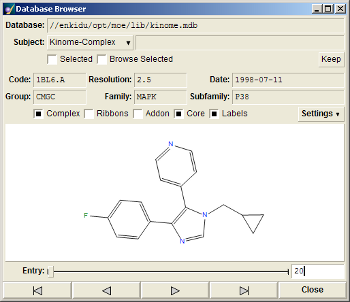 Database Browser
Database: //enkidu/opt/moe/lib/kinome.mdb
Subject: Kinome-Complex
Selected Browse Selected Keep
Code: 1BL6.A Resolution: 2.5 Date: 1998-07-11
Group: CMGC Family: MAPK Subfamily: P38
Complex Ribbons Addon Core Labels Settings
N
F
N
N
Entry: 20
Close